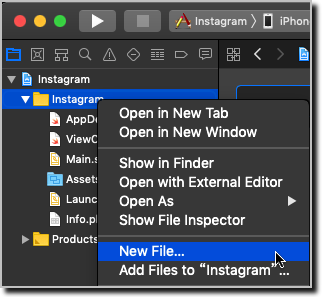 Instagram
iPhone
Instagram
Instagram
AppDe
ViewC
Main.s
Assets
Launc
Info.pl
Products
Open in New Tab
Open in New Window
Show in Finder
Open with External Editor
Open As
Show File Inspector
New File...
Add Files to “Instagram”...